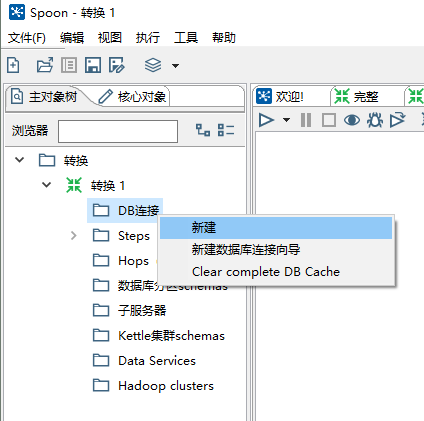 Spoon - 转换 1
文件(F) 编辑 视图 执行 工具 帮助
主对象树 核心对象 欢迎! 完整
浏览器
转换
转换 1
DB连接
新建
Steps
新建数据库连接向导
Hops
Clear complete DB Cache
数据库分区schemas
子服务器
Kettle集群schemas
Data Services
Hadoop clusters